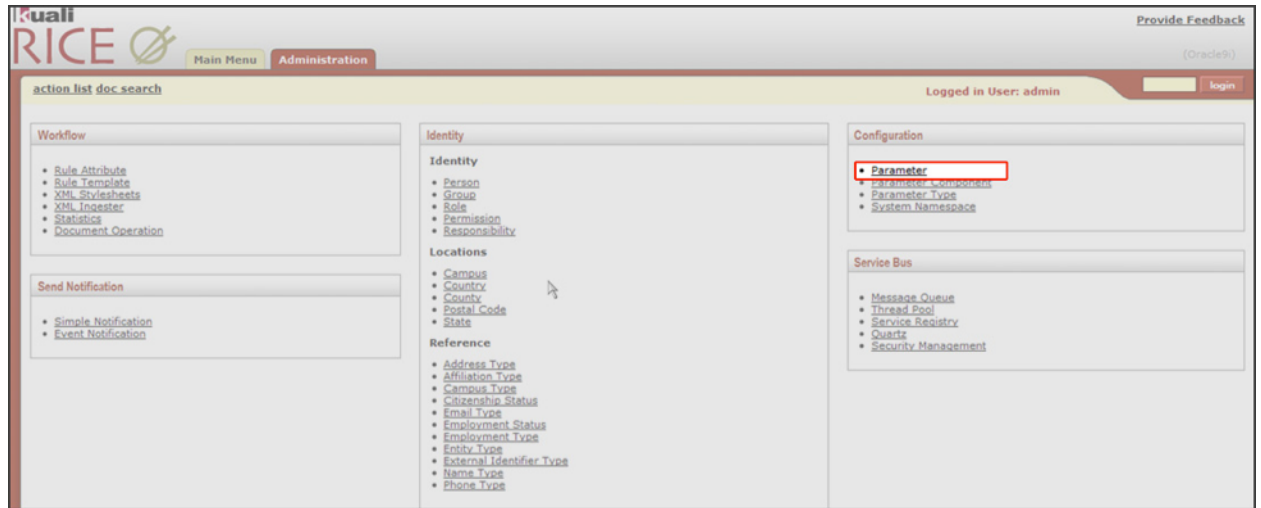 Kuali
RICE
Provide Feedback
Main Menu
Administration
(Oracle9i)
action list doc search
Logged in User: admin
login
Workflow
Rule Attribute
Rule Template
XML Stylesheets
XML Ingester
Statistics
Document Operation
Send Notification
Simple Notification
Event Notification
Identity
Identity
Person
Group
Role
Permission
Responsibility
Locations
Campus
Country
County
Postal Code
State
Reference
Address Type
Affiliation Type
Campus Type
Citizenship Status
Email Type
Employment Status
Employment Type
Entity Type
External Identifier Type
Name Type
Phone Type
Configuration
Parameter
Parameter Component
Parameter Type
System Namespace
Service Bus
Message Queue
Thread Pool
Service Registry
Quartz
Security Management